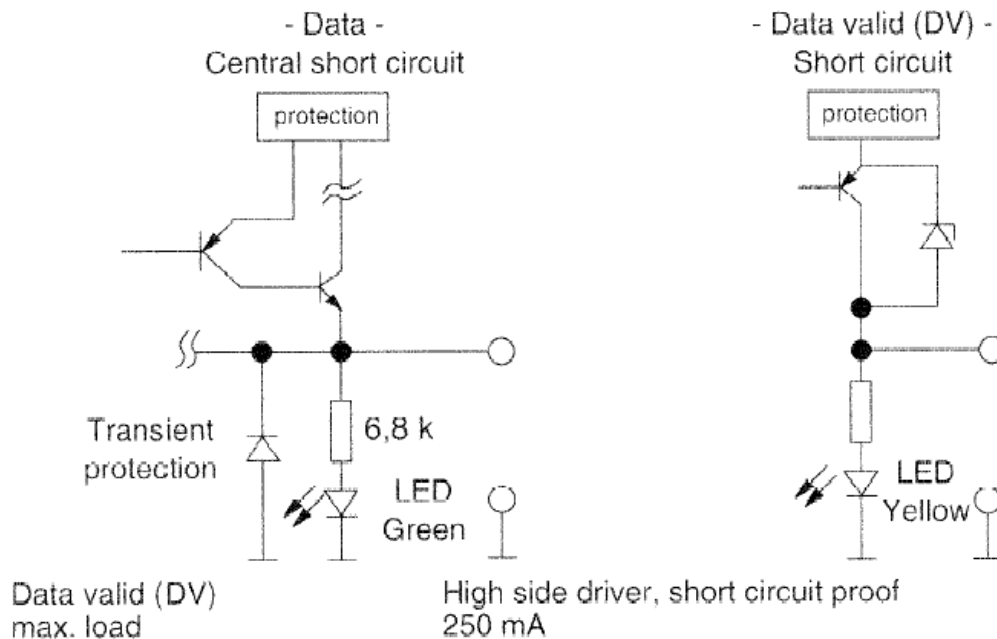 - Data -
Central short circuit
protection
- Data valid (DV) -
Short circuit
protection
Transient
protection
6,8 k
LED
Green
LED
Yellow
Data valid (DV)
High side driver, short circuit proof
max. load
250 mA